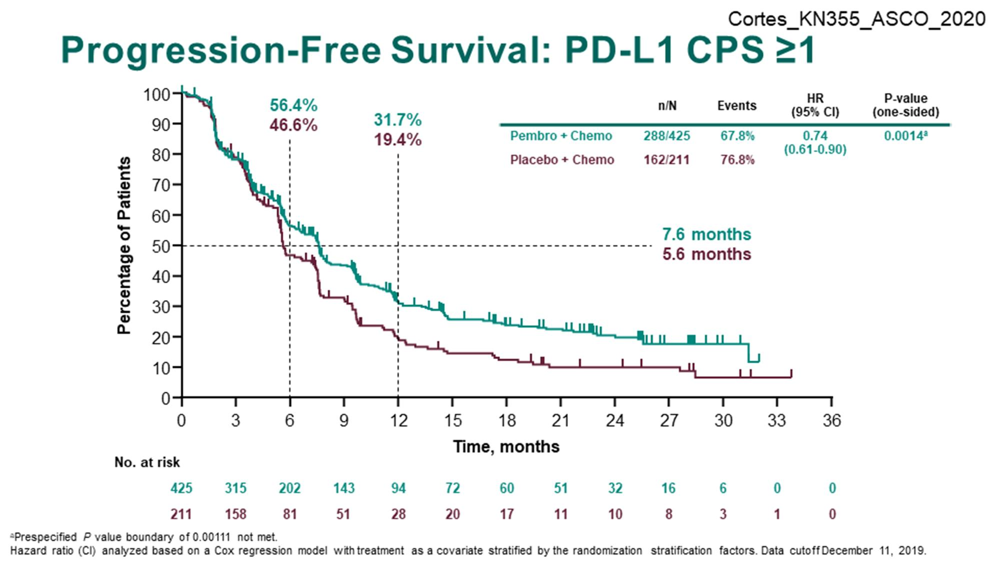 Cortes_KN355_ASCO_2020
Progression-Free Survival: PD-L1 CPS ≥1
n/N Events HR (95% CI) P-value (one-sided)
Pembro + Chemo 288/425 67.8% 0.74 (0.61-0.90) 0.0014ᵃ
Placebo + Chemo 162/211 76.8%
56.4%
46.6%
31.7%
19.4%
7.6 months
5.6 months
Percentage of Patients
100
90
80
70
60
50
40
30
20
10
0
0 3 6 9 12 15 18 21 24 27 30 33 36
Time, months
No. at risk
425 315 202 143 94 72 60 51 32 16 6 0 0
211 158 81 51 28 20 17 11 10 8 3 1 0
ᵃPrespecified P value boundary of 0.00111 not met.
Hazard ratio (CI) analyzed based on a Cox regression model with treatment as a covariate stratified by the randomization stratification factors. Data cutoff December 11, 2019.